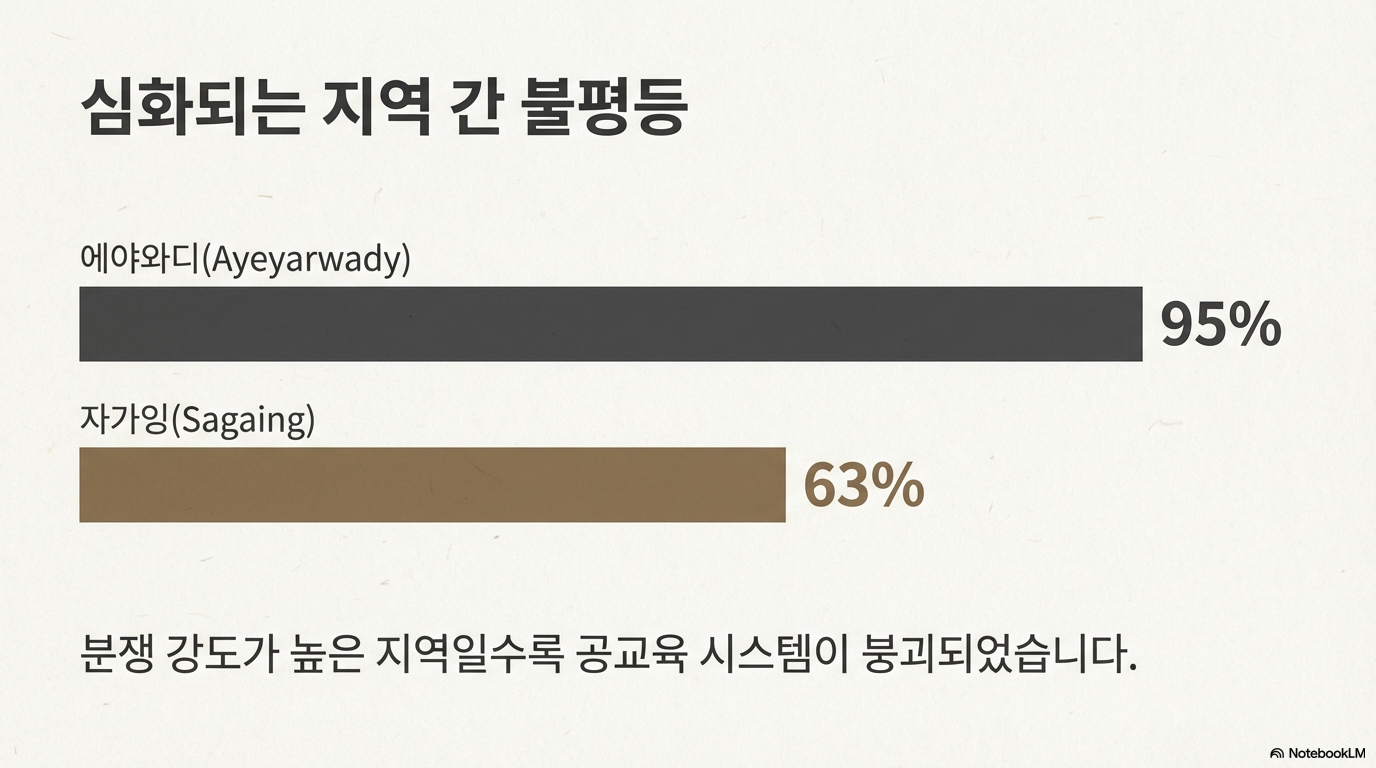 심화되는 지역 간 불평등
에야와디(Ayeyarwady)
95%
자가잉(Sagaing)
63%
분쟁 강도가 높은 지역일수록 공교육 시스템이 붕괴되었습니다.
NotebookLM